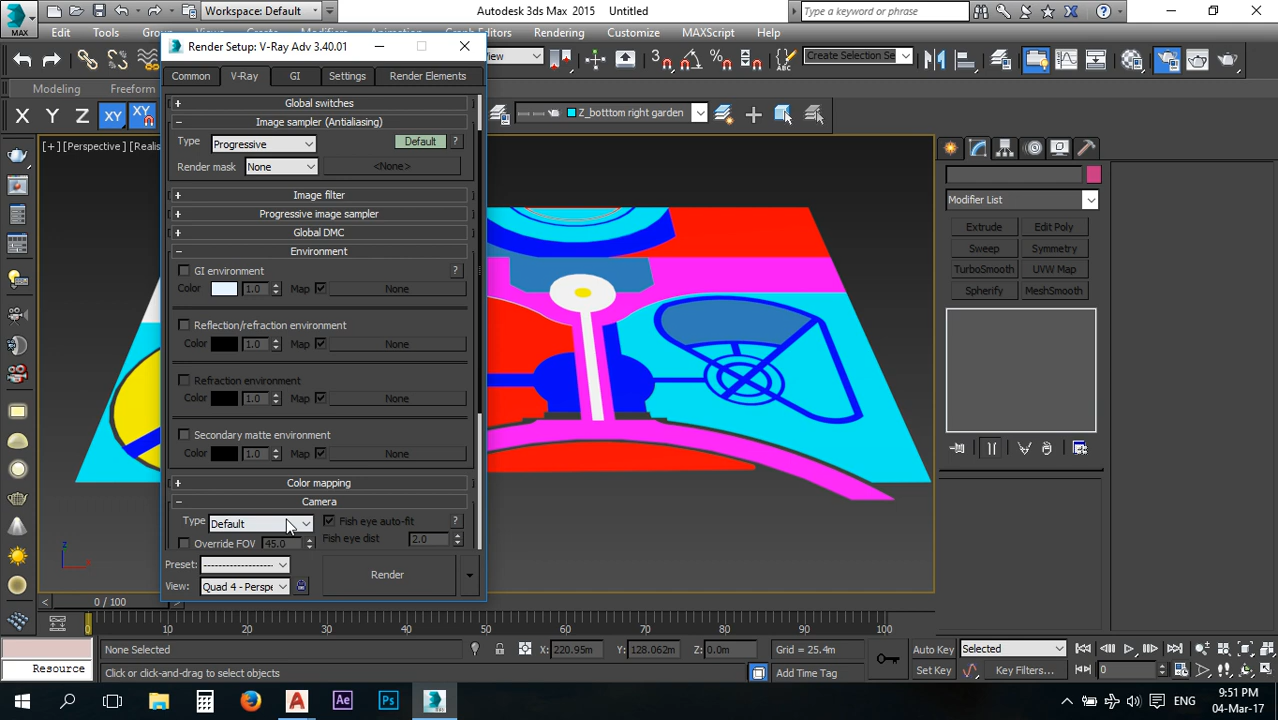 Workspace: Default
Autodesk 3ds Max 2015 Untitled
Type a keyword or phrase
MAX
Edit Tools Group
Rendering Customize MAXScript Help
Render Setup: V-Ray Adv 3.40.01
Common V-Ray GI Settings Render Elements
Create Selection Se
Modeling Freeform
X Y Z XY XY
Z_botttom right garden
[+] [Perspective] [Realis
Global switches
Image sampler (Antialiasing)
Type Progressive Default ?
Render mask None <None>
Image filter
Progressive image sampler
Global DMC
Environment
GI environment ?
Color 1.0 Map None
Reflection/refraction environment
Color 1.0 Map None
Refraction environment
Color 1.0 Map None
Secondary matte environment
Color 1.0 Map None
Color mapping
Camera
Type Default Fish eye auto-fit ?
Override FOV 45.0 Fish eye dist 2.0
Preset: --------------------
View: Quad 4 - Perspe
Render
Modifier List
Extrude Edit Poly
Sweep Symmetry
TurboSmooth UVW Map
Spherify MeshSmooth
z
x
0 / 100
0 10 20 30 40 50 60 70 80 90 100
None Selected X: 220.95m Y: 128.062m Z: 0.0m Grid = 25.4m Auto Key Selected
Resource Click or click-and-drag to select objects Add Time Tag Set Key Key Filters... 0
Ae Ps
ENG
9:51 PM
04-Mar-17